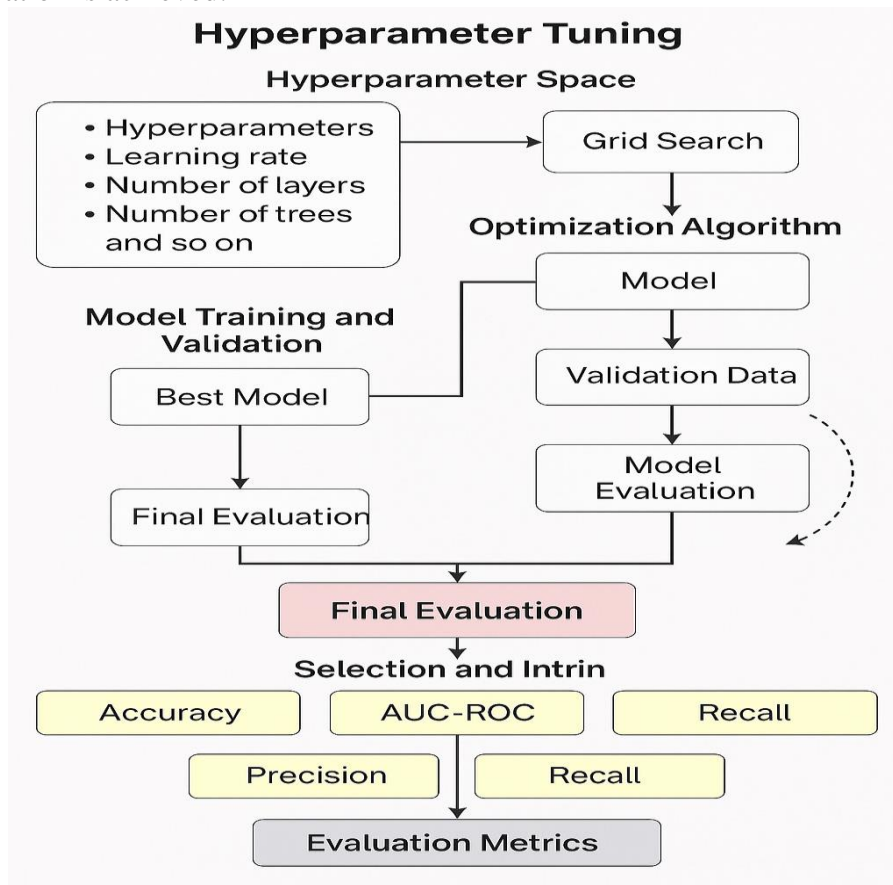 Hyperparameter Tuning
Hyperparameter Space
• Hyperparameters
• Learning rate
• Number of layers
• Number of trees
and so on
Grid Search
Optimization Algorithm
Model
Model Training and
Validation
Validation Data
Best Model
Model
Evaluation
Final Evaluation
Final Evaluation
Selection and Intrin
Accuracy
AUC-ROC
Recall
Precision
Recall
Evaluation Metrics